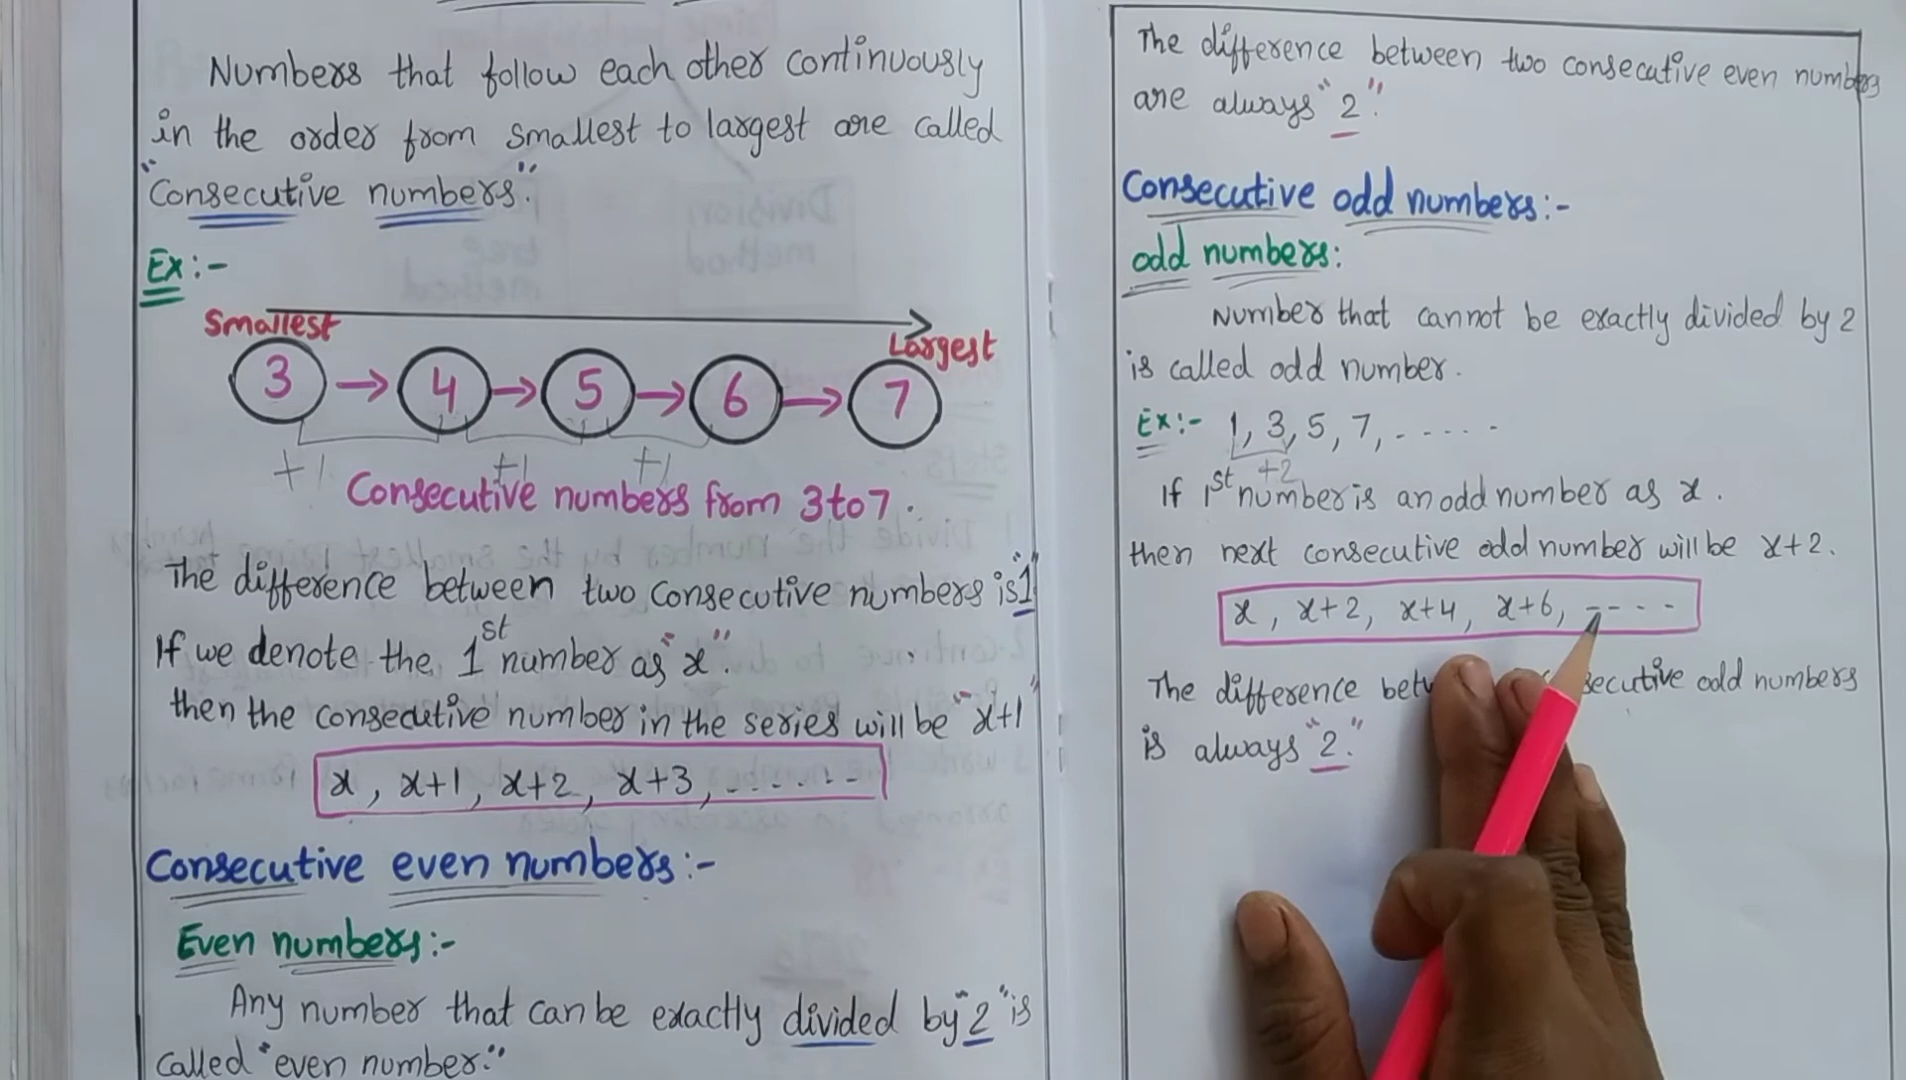 Numbers that follow each other continuously
in the order from smallest to largest are called
"Consecutive numbers".
Ex:-
Smallest
Largest
3 → 4 → 5 → 6 → 7
+1 +1 +1
Consecutive numbers from 3 to 7.
The difference between two consecutive numbers is "1"
If we denote the 1st number as "x".
then the consecutive number in the series will be "x+1"
x, x+1, x+2, x+3, .......
Consecutive even numbers:-
Even numbers:-
Any number that can be exactly divided by "2" is
called "even number."
The difference between two consecutive even numbers
are always "2".
Consecutive odd numbers:-
odd numbers:
Number that cannot be exactly divided by 2
is called odd number.
Ex:- 1, 3, 5, 7, .....
+2
If 1st number is an odd number as x.
then next consecutive odd number will be x+2.
x, x+2, x+4, x+6, ----
The difference odd numbers
is always "2."